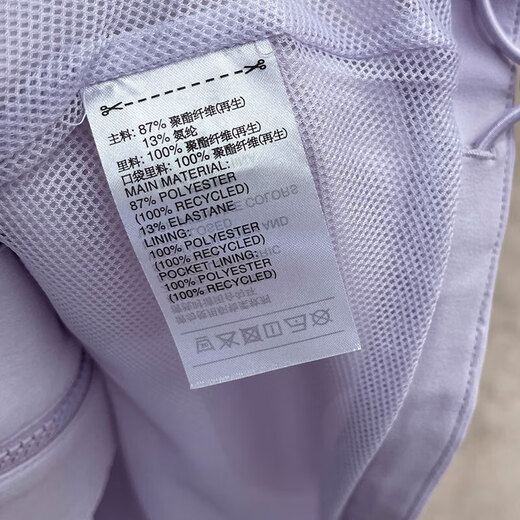 主料: 87% 聚酯纤维(再生)
13% 氨纶
里料: 100% 聚酯纤维(再生)
口袋里料: 100% 聚酯纤维(再生)
MAIN MATERIAL:
87% POLYESTER
(100% RECYCLED)
13% ELASTANE
LINING:
100% POLYESTER
(100% RECYCLED)
POCKET LINING:
100% POLYESTER
(100% RECYCLED)